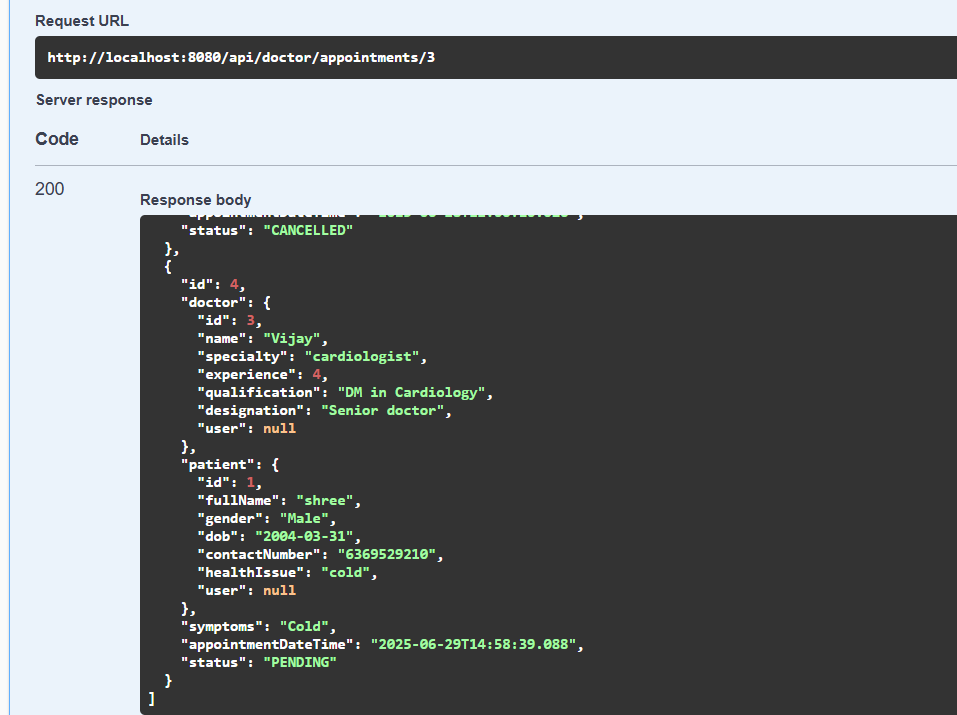 Request URL
http://localhost:8080/api/doctor/appointments/3
Server response
Code
Details
200
Response body
"status": "CANCELLED"
},
{
"id": 4,
"doctor": {
"id": 3,
"name": "Vijay",
"specialty": "cardiologist",
"experience": 4,
"qualification": "DM in Cardiology",
"designation": "Senior doctor",
"user": null
},
"patient": {
"id": 1,
"fullName": "shree",
"gender": "Male",
"dob": "2004-03-31",
"contactNumber": "6369529210",
"healthIssue": "cold",
"user": null
},
"symptoms": "Cold",
"appointmentDateTime": "2025-06-29T14:58:39.088",
"status": "PENDING"
}
]